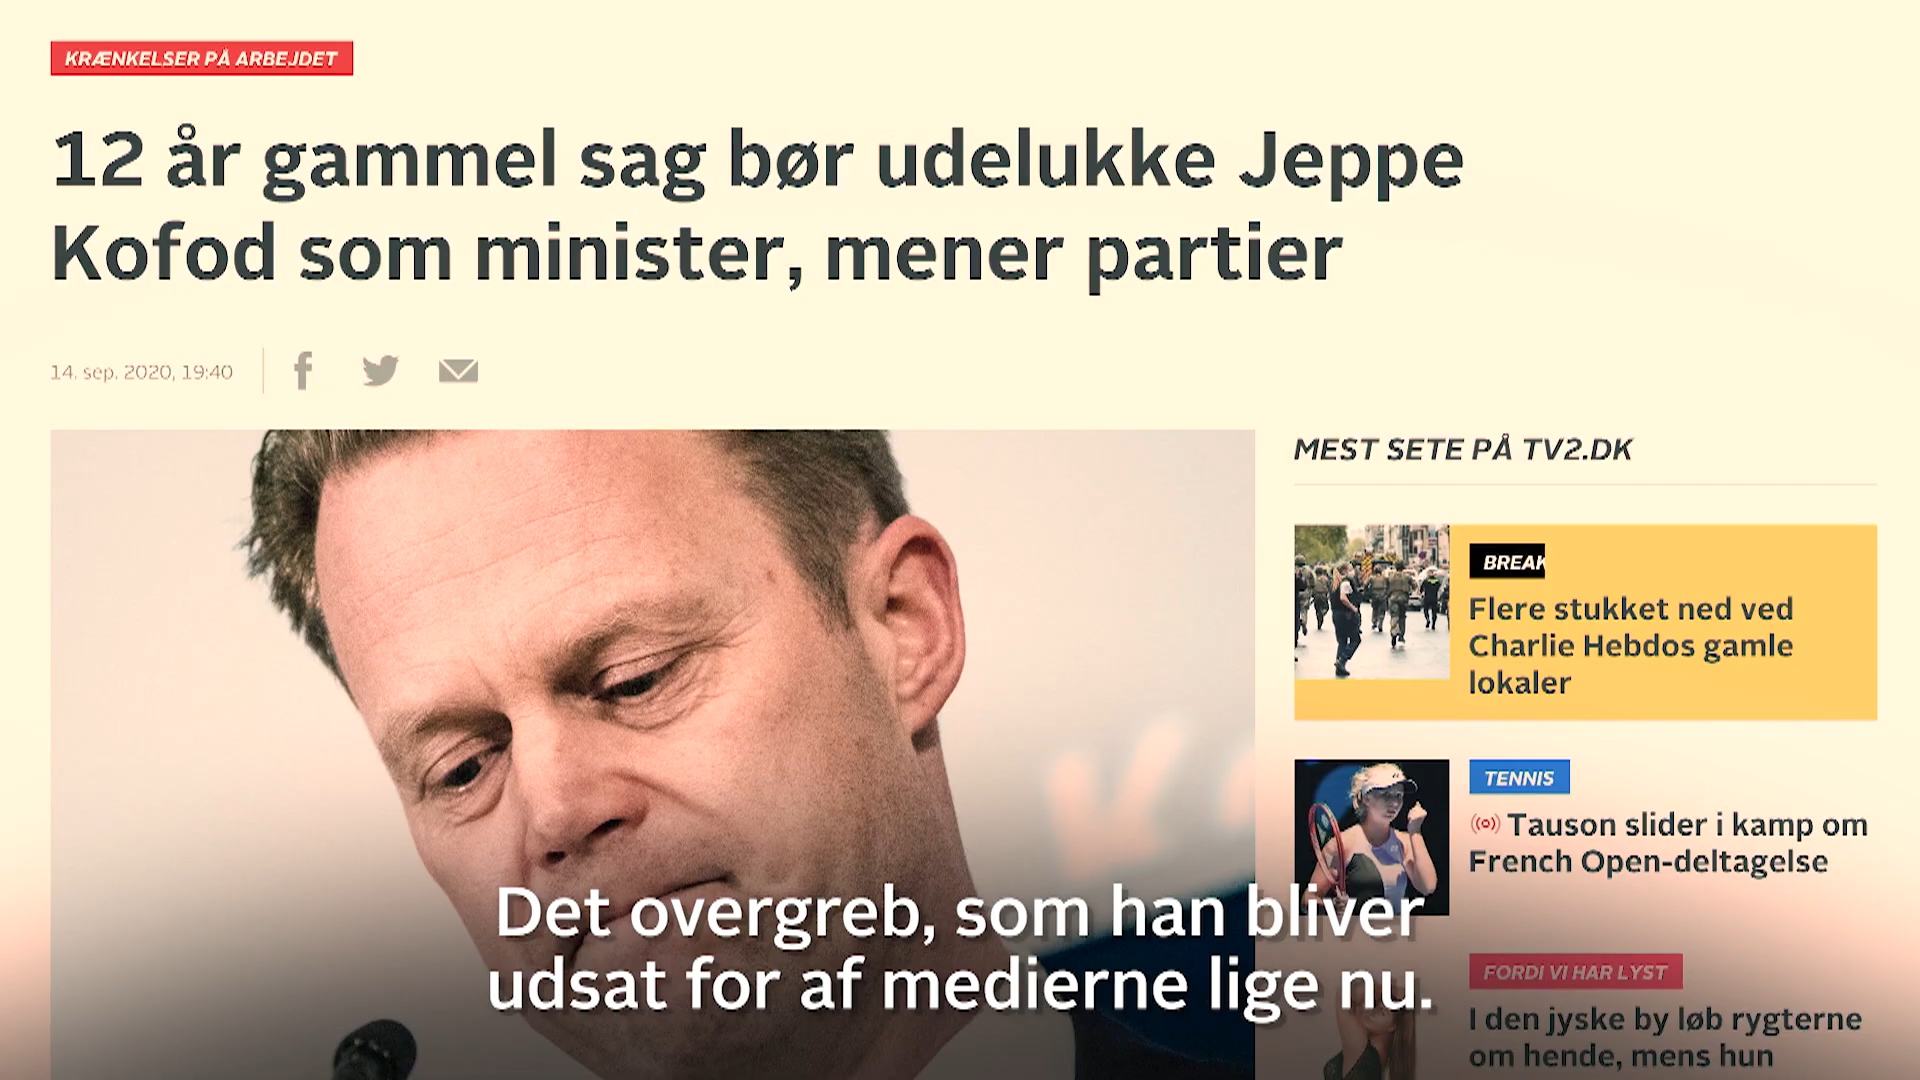 KRÆNKELSER PÅ ARBEJDET
12 år gammel sag bør udelukke Jeppe
Kofod som minister, mener partier
14. sep. 2020, 19:40
MEST SETE PÅ TV2.DK
BREAK
Flere stukket ned ved
Charlie Hebdos gamle
lokaler
TENNIS
Tauson slider i kamp om
French Open-deltagelse
FORDI VI HAR LYST
I den jyske by løb rygterne
om hende, mens hun
Det overgreb, som han bliver
udsat for af medierne lige nu.